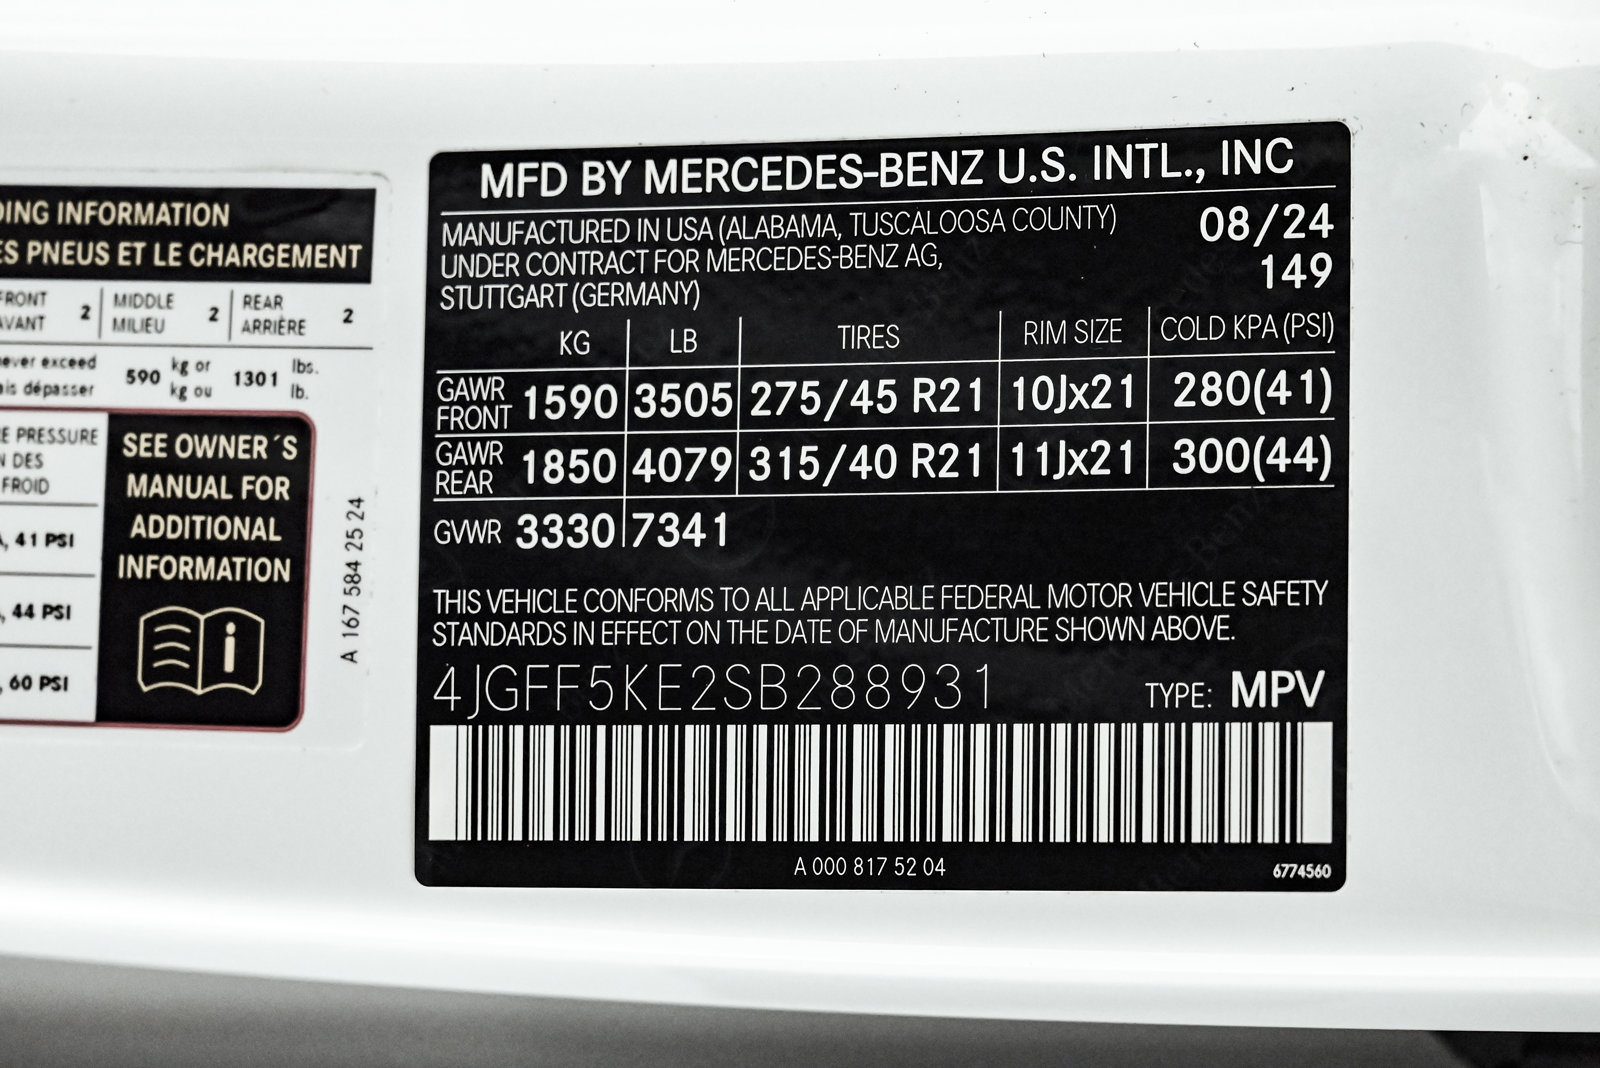 DING INFORMATION
ES PNEUS ET LE CHARGEMENT
FRONT 2 MIDDLE 2 REAR 2
AVANT MILIEU ARRIÈRE
never exceed 590 kg or 1301 lbs.
ais dépasser kg ou lb.
E PRESSURE
N DES
FROID
, 41 PSI
, 44 PSI
, 60 PSI
SEE OWNER´S
MANUAL FOR
ADDITIONAL
INFORMATION
i
A 167 584 25 24
MFD BY MERCEDES-BENZ U.S. INTL., INC
MANUFACTURED IN USA (ALABAMA, TUSCALOOSA COUNTY) 08/24
UNDER CONTRACT FOR MERCEDES-BENZ AG, 149
STUTTGART (GERMANY)
KG LB TIRES RIM SIZE COLD KPA (PSI)
GAWR FRONT 1590 3505 275/45 R21 10Jx21 280(41)
GAWR REAR 1850 4079 315/40 R21 11Jx21 300(44)
GVWR 3330 7341
THIS VEHICLE CONFORMS TO ALL APPLICABLE FEDERAL MOTOR VEHICLE SAFETY
STANDARDS IN EFFECT ON THE DATE OF MANUFACTURE SHOWN ABOVE.
4JGFF5KE2SB288931 TYPE: MPV
A 000 817 52 04
6774560